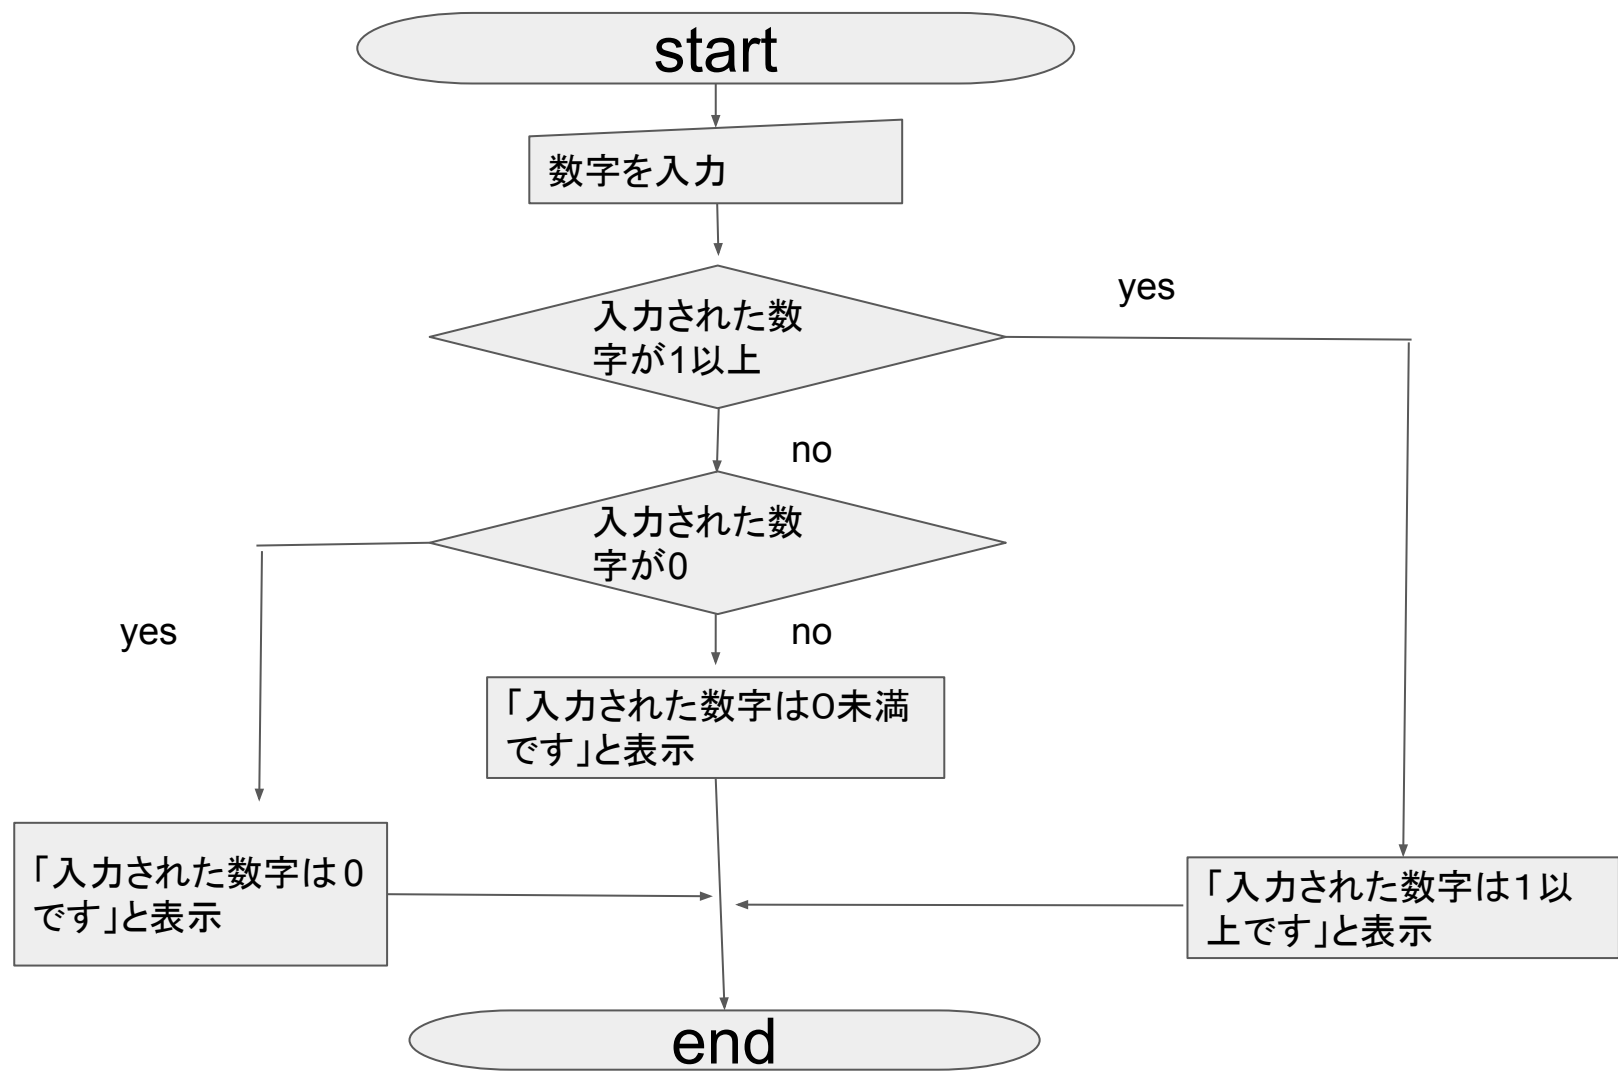 start
数字を入力
入力された数
字が1以上
yes
no
入力された数
字が0
yes
no
「入力された数字は0未満
です」と表示
「入力された数字は0
です」と表示
「入力された数字は1以
上です」と表示
end